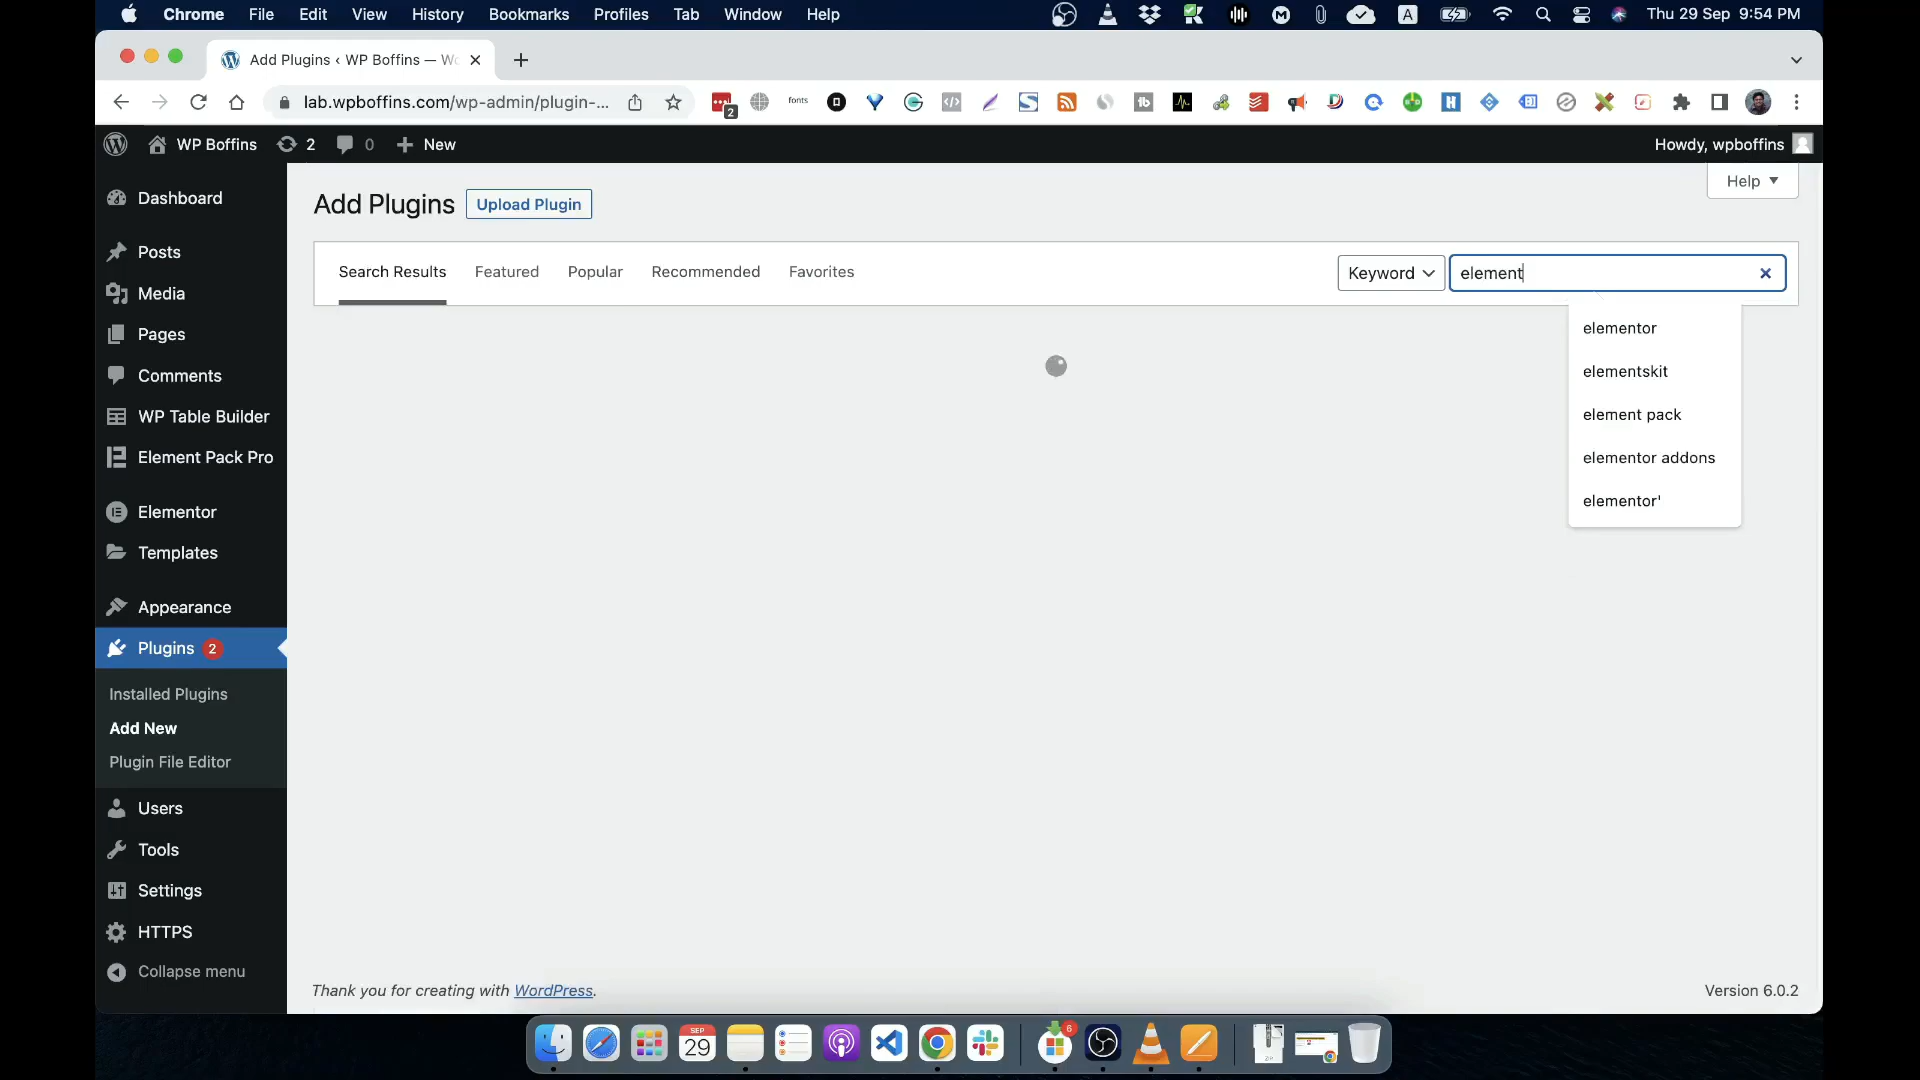 Chrome File Edit View History Bookmarks Profiles Tab Window Help
A
Thu 29 Sep 9:54 PM
Add Plugins ‹ WP Boffins — Wo
lab.wpboffins.com/wp-admin/plugin-...
2
fonts
tb
H
WP Boffins 2 0 New
Howdy, wpboffins
Dashboard
Posts
Media
Pages
Comments
WP Table Builder
Element Pack Pro
Elementor
Templates
Appearance
Plugins 2
Installed Plugins
Add New
Plugin File Editor
Users
Tools
Settings
HTTPS
Collapse menu
Help
Add Plugins Upload Plugin
Search Results Featured Popular Recommended Favorites
Keyword element
elementor
elementskit
element pack
elementor addons
elementor'
Thank you for creating with WordPress.
Version 6.0.2
SEP
29
6